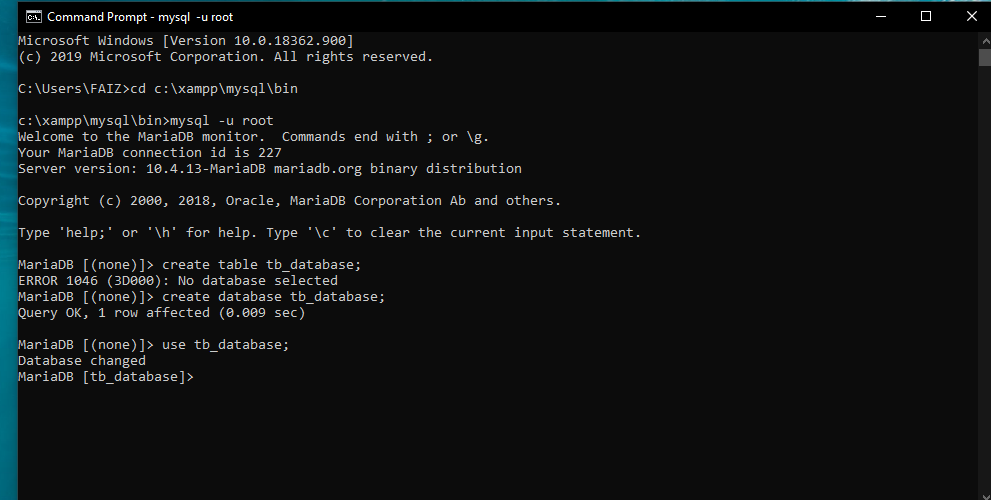 Command Prompt - mysql  -u root
Microsoft Windows [Version 10.0.18362.900]
(c) 2019 Microsoft Corporation. All rights reserved.
C:\Users\FAIZ>cd c:\xampp\mysql\bin
c:\xampp\mysql\bin>mysql -u root
Welcome to the MariaDB monitor.  Commands end with ; or \g.
Your MariaDB connection id is 227
Server version: 10.4.13-MariaDB mariadb.org binary distribution
Copyright (c) 2000, 2018, Oracle, MariaDB Corporation Ab and others.
Type 'help;' or '\h' for help. Type '\c' to clear the current input statement.
MariaDB [(none)]> create table tb_database;
ERROR 1046 (3D000): No database selected
MariaDB [(none)]> create database tb_database;
Query OK, 1 row affected (0.009 sec)
MariaDB [(none)]> use tb_database;
Database changed
MariaDB [tb_database]>